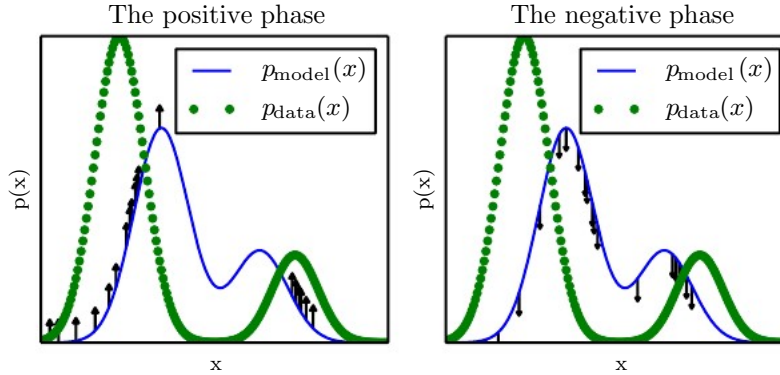 The positive phase
p_model(x)
p_data(x)
p(x)
x
The negative phase
p_model(x)
p_data(x)
p(x)
x